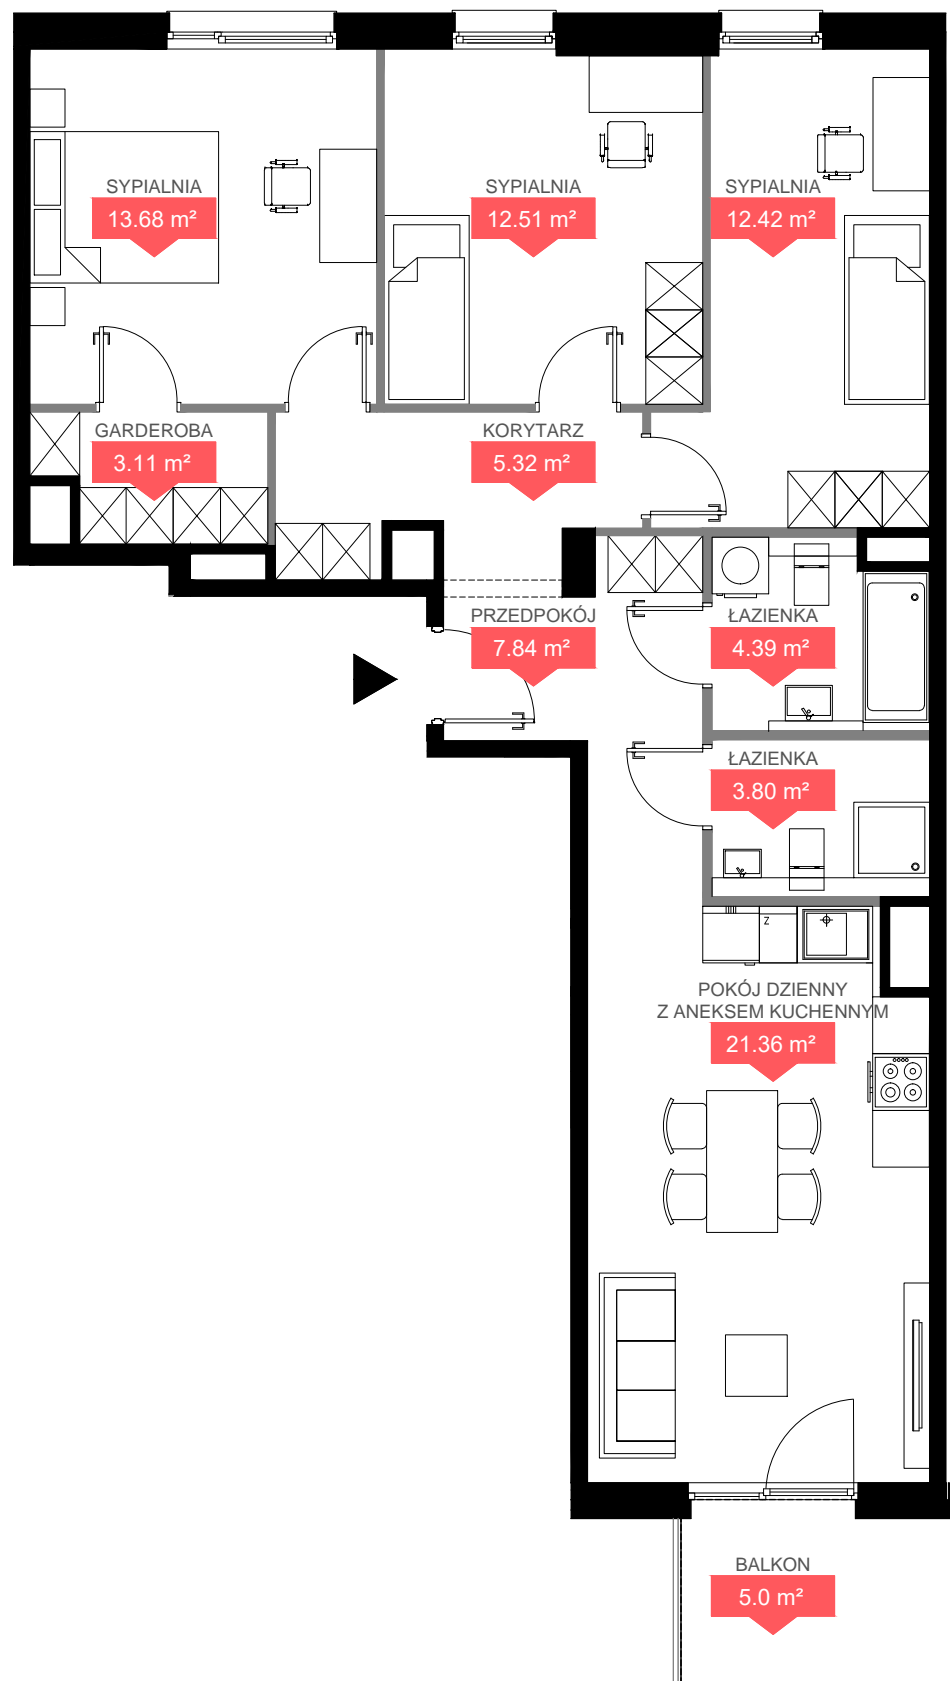 SYPIALNIA
13.68 m²
SYPIALNIA
12.51 m²
SYPIALNIA
12.42 m²
GARDEROBA
3.11 m²
KORYTARZ
5.32 m²
PRZEDPOKÓJ
7.84 m²
ŁAZIENKA
4.39 m²
ŁAZIENKA
3.80 m²
Z
POKÓJ DZIENNY
Z ANEKSEM KUCHENNYM
21.36 m²
BALKON
5.0 m²